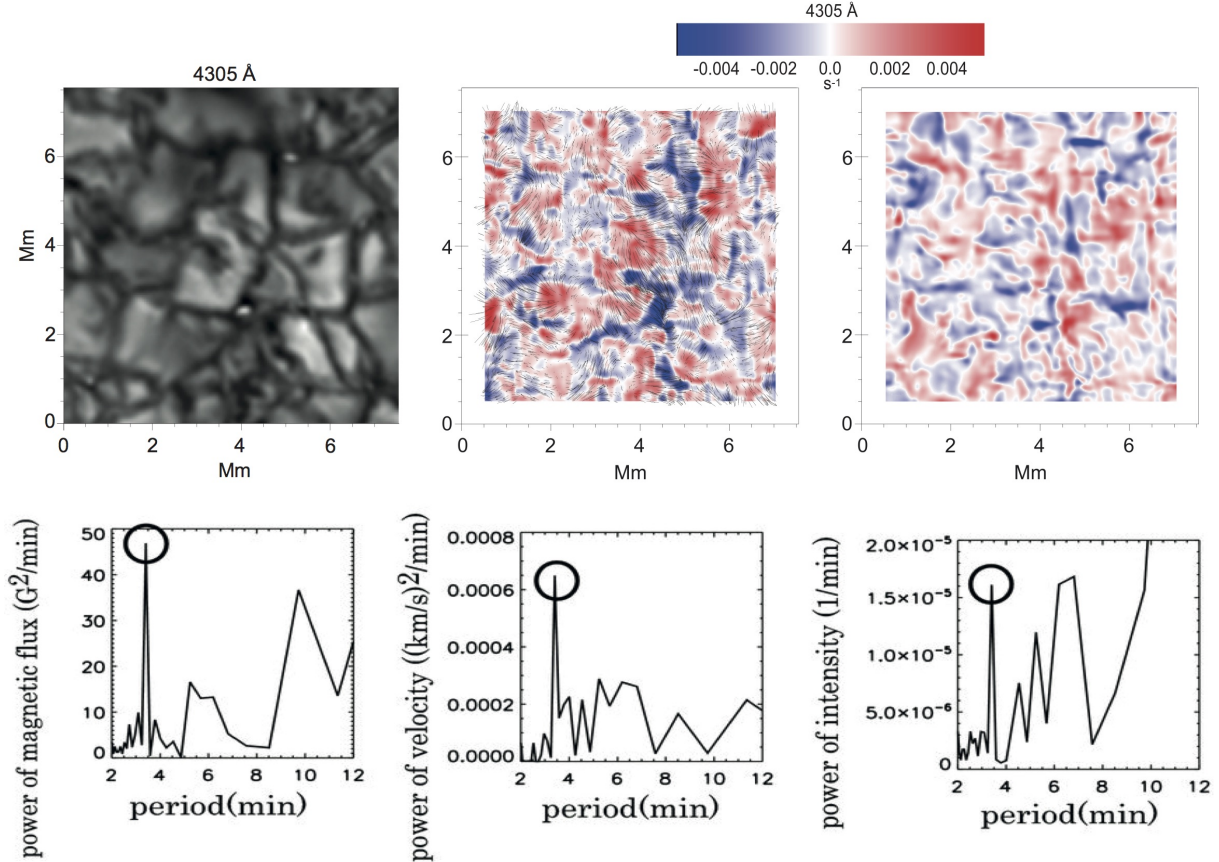 4305 Å
-0.004 -0.002 0.0 0.002 0.004
s-1
4305 Å
6
4
2
0
Mm
0 2 4 6
Mm
6
4
2
0
0 2 4 6
Mm
6
4
2
0
0 2 4 6
Mm
power of magnetic flux (G2/min)
50
40
30
20
10
0
2 4 6 8 10 12
period(min)
power of velocity ((km/s)2/min)
0.0008
0.0006
0.0004
0.0002
0.0000
2 4 6 8 10 12
period(min)
power of intensity (1/min)
2.0×10-5
1.5×10-5
1.0×10-5
5.0×10-6
0
2 4 6 8 10 12
period(min)